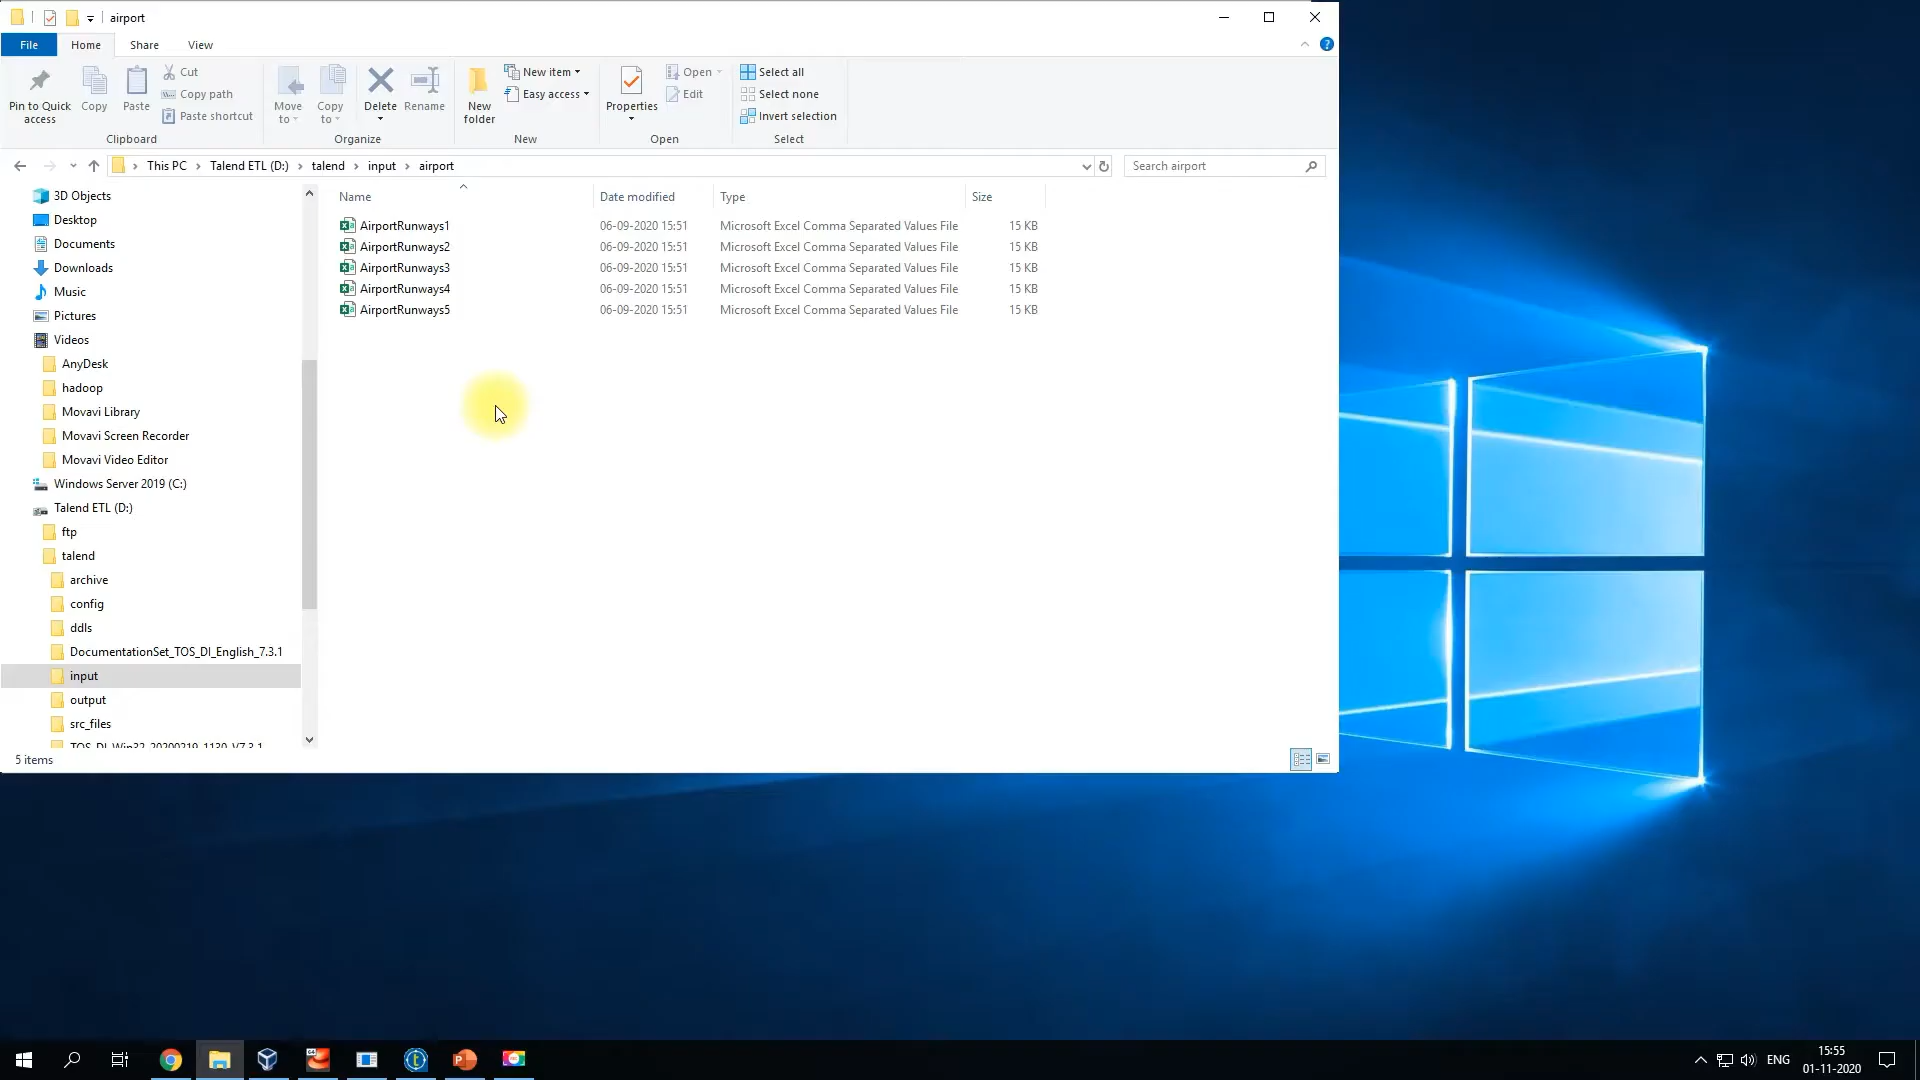 airport
File Home Share View
Pin to Quick access
Copy
Paste
Cut
Copy path
Paste shortcut
Clipboard
Move to
Copy to
Delete
Rename
Organize
New folder
New item
Easy access
New
Properties
Open
Edit
Open
Select all
Select none
Invert selection
Select
This PC > Talend ETL (D:) > talend > input > airport
Search airport
Name Date modified Type Size
AirportRunways1 06-09-2020 15:51 Microsoft Excel Comma Separated Values File 15 KB
AirportRunways2 06-09-2020 15:51 Microsoft Excel Comma Separated Values File 15 KB
AirportRunways3 06-09-2020 15:51 Microsoft Excel Comma Separated Values File 15 KB
AirportRunways4 06-09-2020 15:51 Microsoft Excel Comma Separated Values File 15 KB
AirportRunways5 06-09-2020 15:51 Microsoft Excel Comma Separated Values File 15 KB
3D Objects
Desktop
Documents
Downloads
Music
Pictures
Videos
AnyDesk
hadoop
Movavi Library
Movavi Screen Recorder
Movavi Video Editor
Windows Server 2019 (C:)
Talend ETL (D:)
ftp
talend
archive
config
ddls
DocumentationSet_TOS_DI_English_7.3.1
input
output
src_files
TOS_DI-Win32-20200219_1130-V7.3.1
5 items
ENG
15:55
01-11-2020